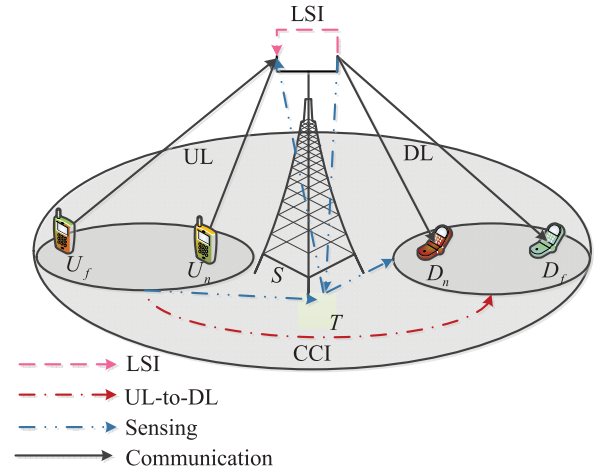 LSI
UL
DL
U_f
U_n
S
D_n
D_f
T
CCI
LSI
UL-to-DL
Sensing
Communication